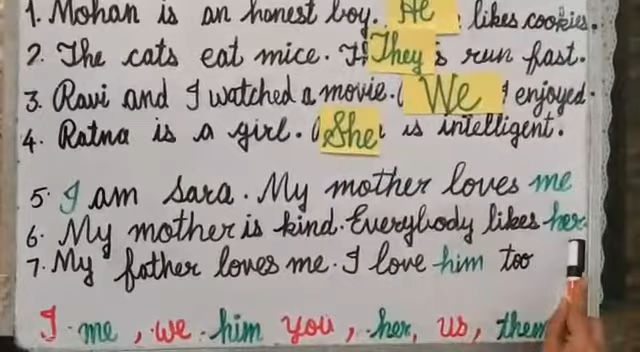 1. Mohan is an honest boy. He likes cookies.
2. The cats eat mice. They run fast.
3. Ravi and I watched a movie. We enjoyed.
4. Ratna is a girl. She is intelligent.
5. I am Sara. My mother loves me
6. My mother is kind. Everybody likes her.
7. My father loves me. I love him too
I me, we him you, her, us, them